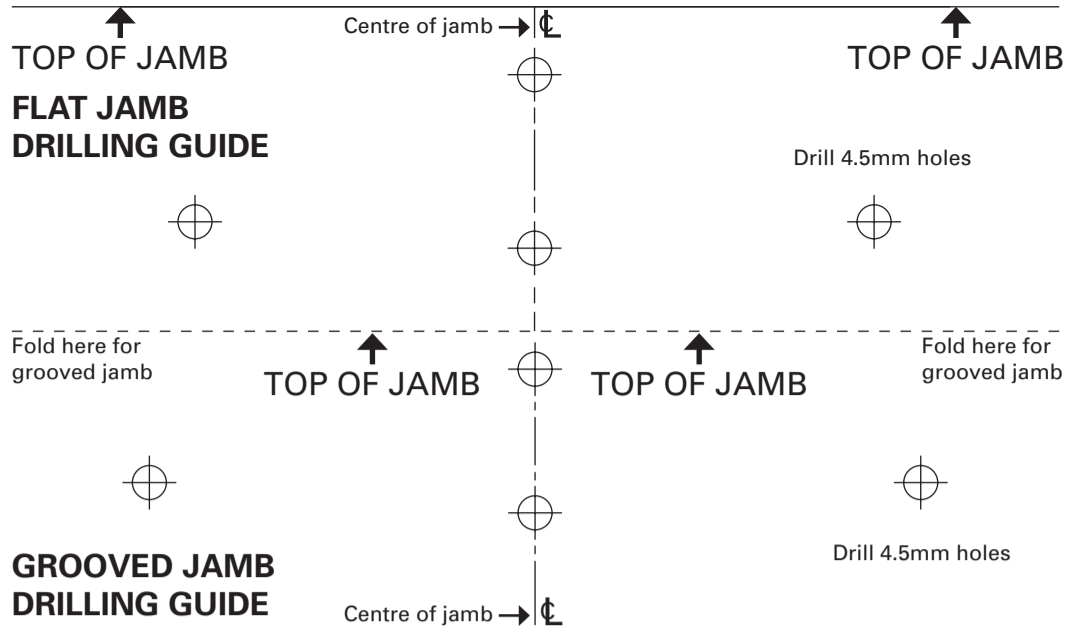 Centre of jamb ℄
TOP OF JAMB
TOP OF JAMB
FLAT JAMB
DRILLING GUIDE
Drill 4.5mm holes
Fold here for
grooved jamb
TOP OF JAMB
TOP OF JAMB
Fold here for
grooved jamb
GROOVED JAMB
DRILLING GUIDE
Drill 4.5mm holes
Centre of jamb ℄